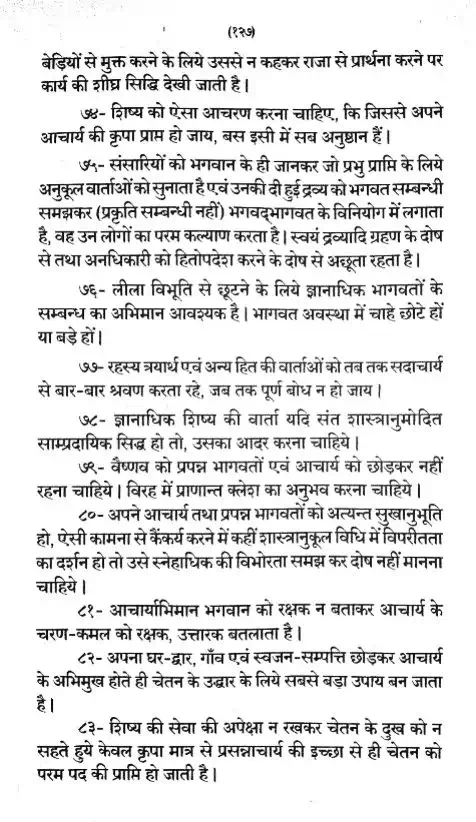 (१२७)
बेड़ियों से मुक्त करने के लिये उससे न कहकर राजा से प्रार्थना करने पर
कार्य की शीघ्र सिद्धि देखी जाती है।
७४- शिष्य को ऐसा आचरण करना चाहिए, कि जिससे अपने
आचार्य की कृपा प्राप्त हो जाय, बस इसी में सब अनुष्ठान हैं।
७५- संसारियों को भगवान के ही जानकर जो प्रभु प्राप्ति के लिये
अनुकूल वार्ताओं को सुनाता है एवं उनकी दी हुई द्रव्य को भगवत सम्बन्धी
समझकर (प्रकृति सम्बन्धी नहीं) भगवद्भागवत के विनियोग में लगाता
है, वह उन लोगों का परम कल्याण करता है। स्वयं द्रव्यादि ग्रहण के दोष
से तथा अनधिकारी को हितोपदेश करने के दोष से अछूता रहता है।
७६- लीला विभूति से छूटने के लिये ज्ञानाधिक भागवतों के
सम्बन्ध का अभिमान आवश्यक है। भागवत अवस्था में चाहे छोटे हों
या बड़े हों।
७७- रहस्य त्रयार्थ एवं अन्य हित की वार्ताओं को तब तक सदाचार्य
से बार-बार श्रवण करता रहे, जब तक पूर्ण बोध न हो जाय।
७८- ज्ञानाधिक शिष्य की वार्ता यदि संत शास्त्रानुमोदित
साम्प्रदायिक सिद्ध हो तो, उसका आदर करना चाहिये।
७९- वैष्णव को प्रपन्न भागवतों एवं आचार्य को छोड़कर नहीं
रहना चाहिये। विरह में प्राणान्त क्लेश का अनुभव करना चाहिये।
८०- अपने आचार्य तथा प्रपन्न भागवतों को अत्यन्त सुखानुभूति
हो, ऐसी कामना से कैंकर्य करने में कहीं शास्त्रानुकूल विधि में विपरीतता
का दर्शन हो तो उसे स्नेहाधिक की विभोरता समझ कर दोष नहीं मानना
चाहिये।
८१- आचार्याभिमान भगवान को रक्षक न बताकर आचार्य के
चरण-कमल को रक्षक, उत्तारक बतलाता है।
८२- अपना घर-द्वार, गाँव एवं स्वजन-सम्पत्ति छोड़कर आचार्य
के अभिमुख होते ही चेतन के उद्धार के लिये सबसे बड़ा उपाय बन जाता
है।
८३- शिष्य की सेवा की अपेक्षा न रखकर चेतन के दुख को न
सहते हुये केवल कृपा मात्र से प्रसन्नाचार्य की इच्छा से ही चेतन को
परम पद की प्राप्ति हो जाती है।